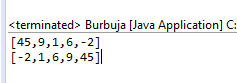 <terminated> Burbuja [Java Application] C:
[45,9,1,6,-2]
[-2,1,6,9,45]